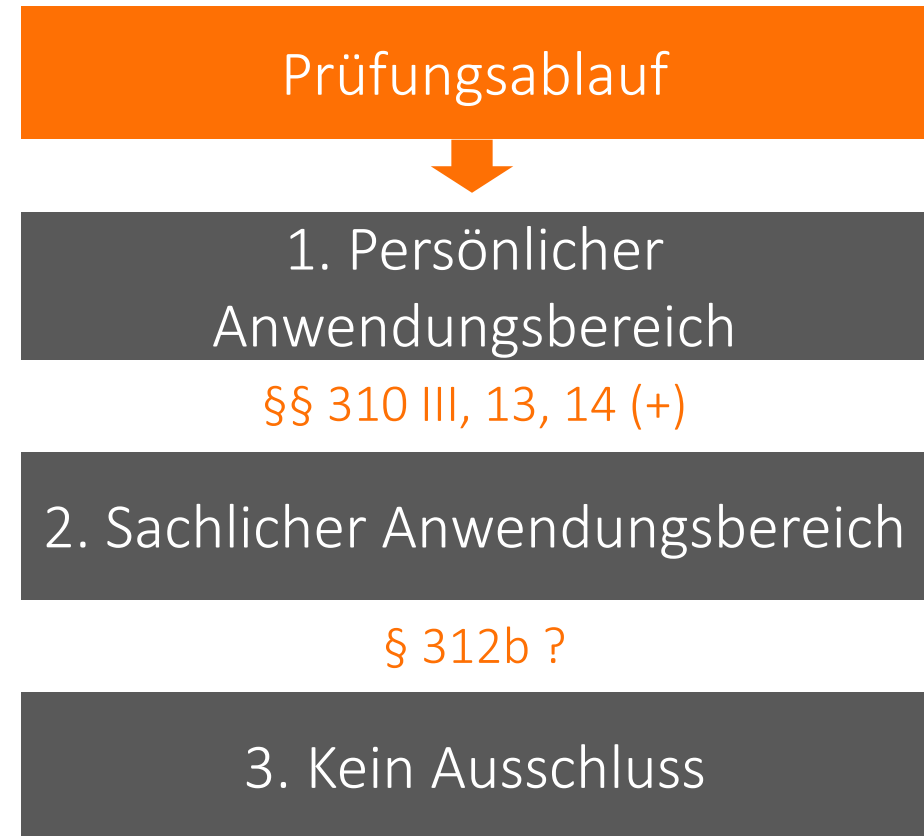 Prüfungsablauf
1. Persönlicher
Anwendungsbereich
§§ 310 III, 13, 14 (+)
2. Sachlicher Anwendungsbereich
§ 312b ?
3. Kein Ausschluss